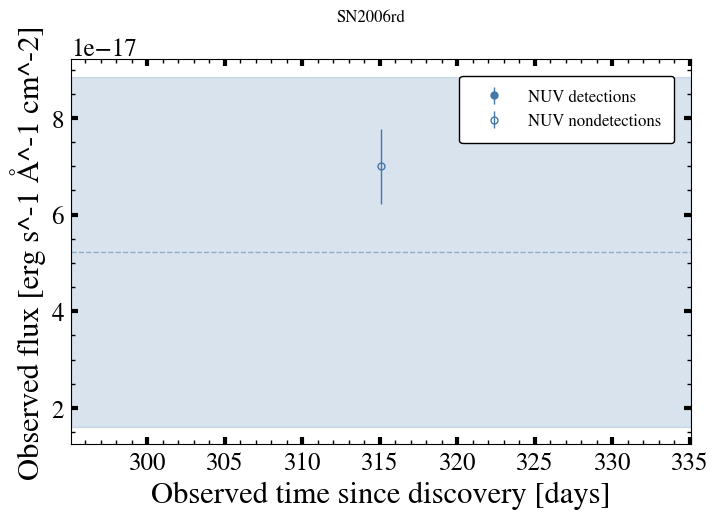 SN2006rd
1e−17
NUV detections
NUV nondetections
8
6
4
2
Observed flux [erg s^-1 Å^-1 cm^-2]
300 305 310 315 320 325 330 335
Observed time since discovery [days]